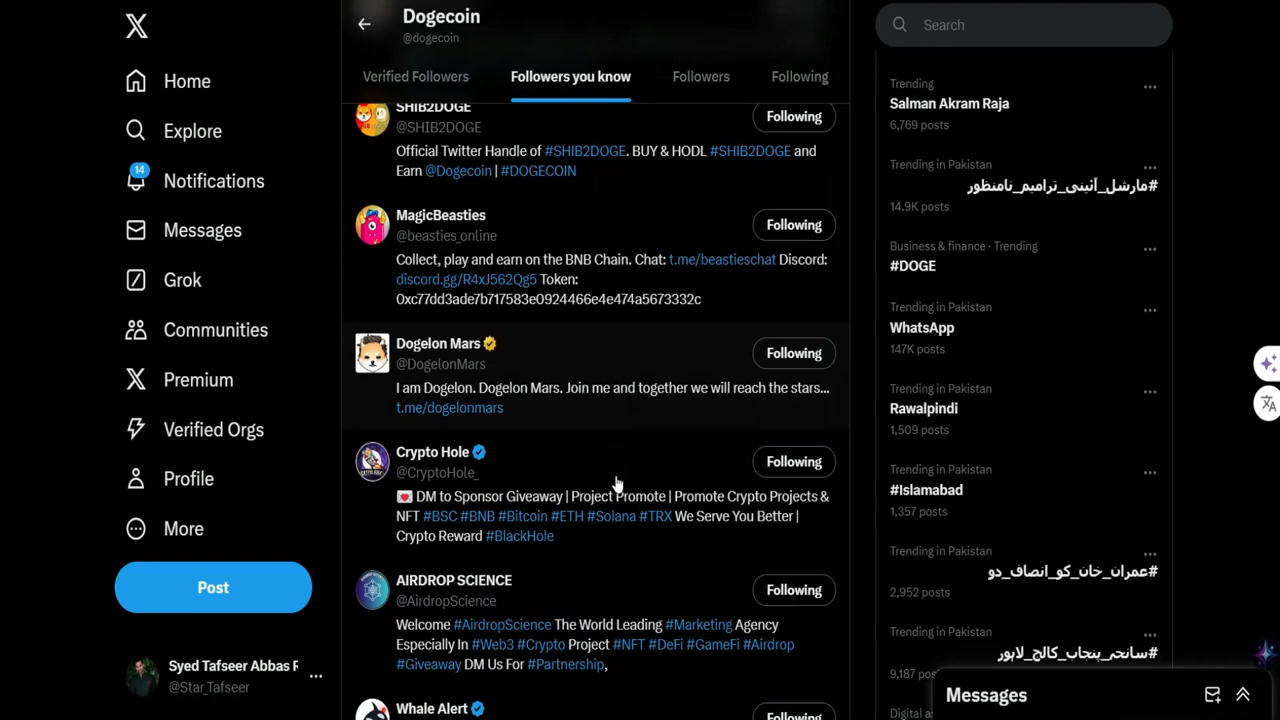 Home
Explore
14
Notifications
Messages
Grok
Communities
Premium
Verified Orgs
Profile
More
Post
Syed Tafseer Abbas R
@Star_Tafseer
Dogecoin
@dogecoin
Verified Followers
Followers you know
Followers
Following
SHIB2DOGE
@SHIB2DOGE
Following
Official Twitter Handle of #SHIB2DOGE. BUY & HODL #SHIB2DOGE and
Earn @Dogecoin | #DOGECOIN
MagicBeasties
@beasties_online
Following
Collect, play and earn on the BNB Chain. Chat: t.me/beastieschat Discord:
discord.gg/R4xJ562Qg5 Token:
0xc77dd3ade7b717583e0924466e4e474a5673332c
Dogelon Mars
@DogelonMars
Following
I am Dogelon. Dogelon Mars. Join me and together we will reach the stars...
t.me/dogelonmars
Crypto Hole
@CryptoHole_
Following
💌 DM to Sponsor Giveaway | Project Promote | Promote Crypto Projects &
NFT #BSC #BNB #Bitcoin #ETH #Solana #TRX We Serve You Better |
Crypto Reward #BlackHole
AIRDROP SCIENCE
@AirdropScience
Following
Welcome #AirdropScience The World Leading #Marketing Agency
Especially In #Web3 #Crypto Project #NFT #DeFi #GameFi #Airdrop
#Giveaway DM Us For #Partnership,
Whale Alert
Following
Search
Trending
Salman Akram Raja
6,769 posts
Trending in Pakistan
#مارشل_آئینی_ترامیم_نامنظور
14.9K posts
Business & finance · Trending
#DOGE
Trending in Pakistan
WhatsApp
147K posts
Trending in Pakistan
Rawalpindi
1,509 posts
Trending in Pakistan
#Islamabad
1,357 posts
Trending in Pakistan
#عمران_خان_کو_انصاف_دو
2,952 posts
Trending in Pakistan
#سانحہ_پنجاب_کالج_لاہور
9,187 posts
Digital as
Messages